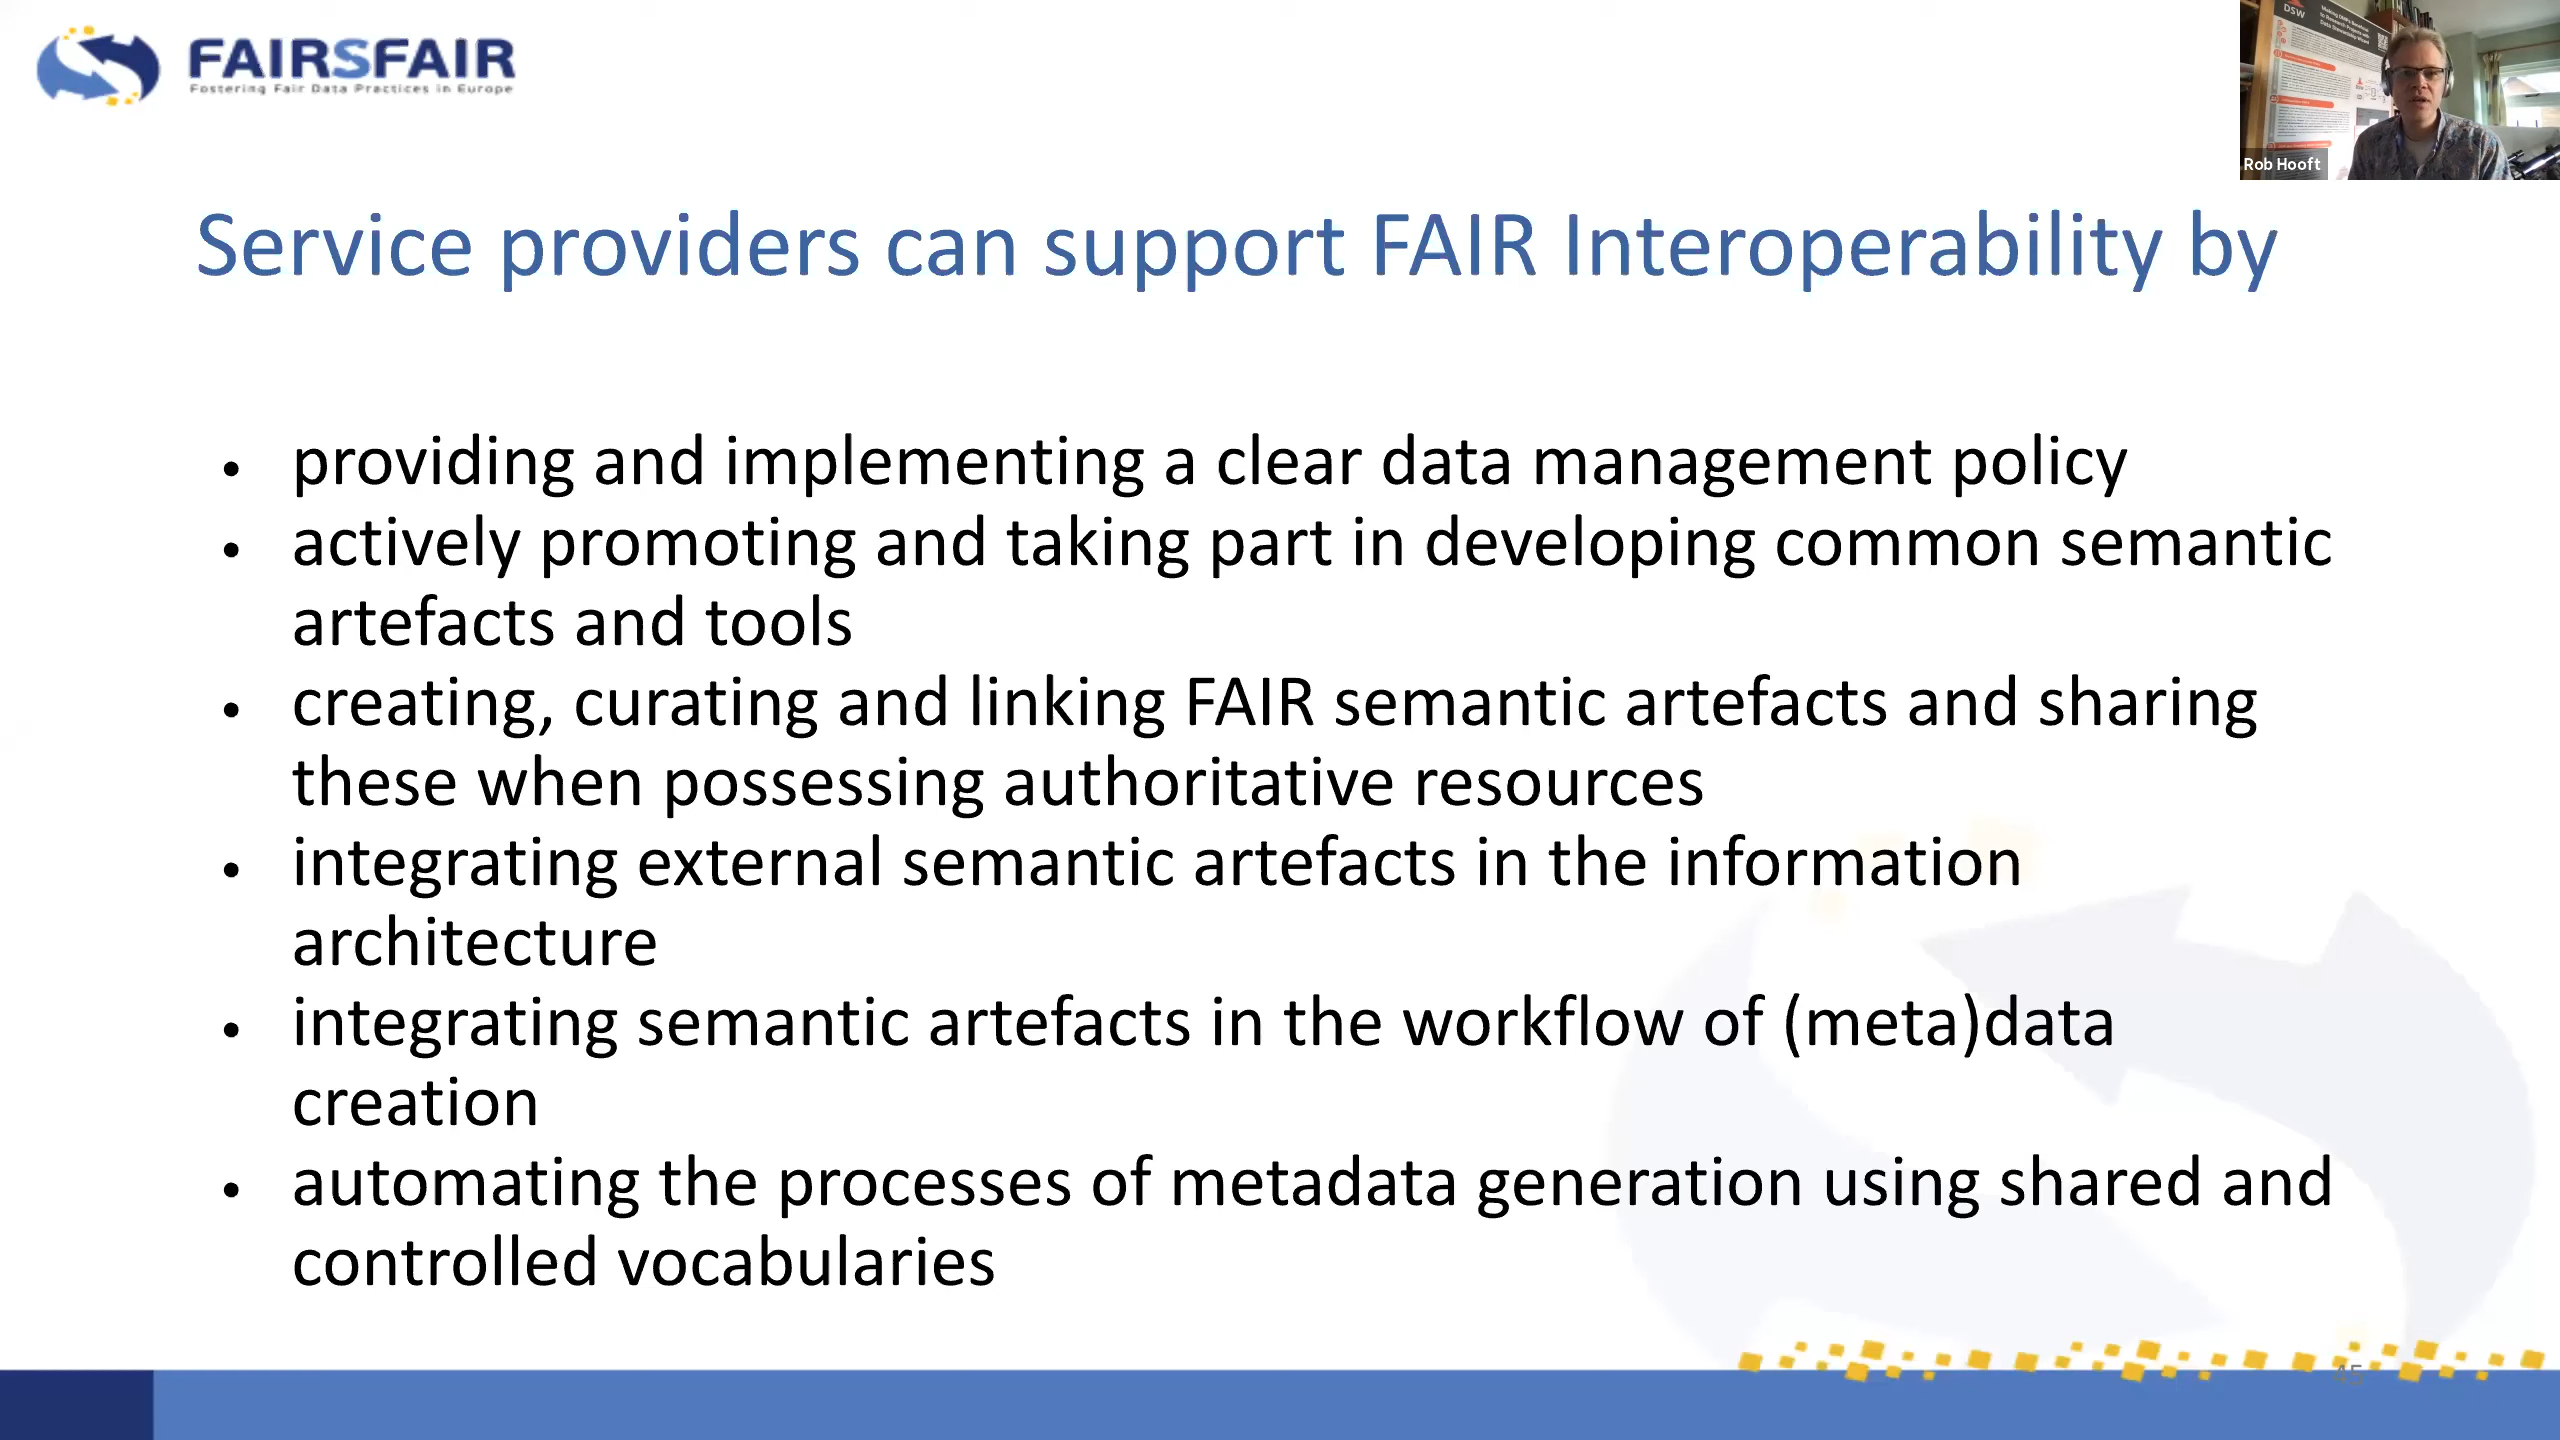 FAIRSFAIR
Fostering Fair Data Practices in Europe
DSW
Rob Hooft
Service providers can support FAIR Interoperability by
• providing and implementing a clear data management policy
• actively promoting and taking part in developing common semantic
artefacts and tools
• creating, curating and linking FAIR semantic artefacts and sharing
these when possessing authoritative resources
• integrating external semantic artefacts in the information
architecture
• integrating semantic artefacts in the workflow of (meta)data
creation
• automating the processes of metadata generation using shared and
controlled vocabularies
45